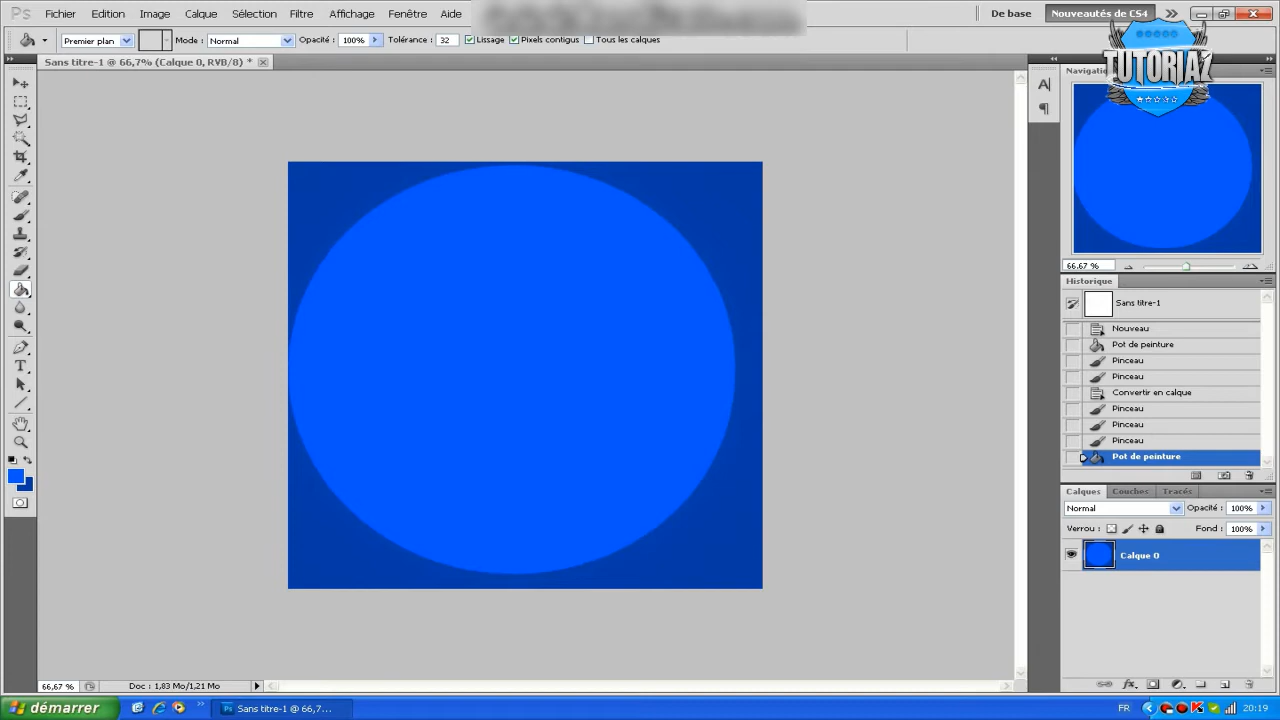 Ps Fichier Edition Image Calque Sélection Filtre Affichage Fenêtre Aide De base Nouveautés de CS4
Premier plan Mode : Normal Opacité : 100% Tolérance : 32 Lissage Pixels contigus Tous les calques
TUTORIAZ
Sans titre-1 @ 66,7% (Calque 0, RVB/8) *
A
66.67 %
Historique
Sans titre-1
Nouveau
Pot de peinture
Pinceau
Pinceau
Convertir en calque
Pinceau
Pinceau
Pinceau
Pot de peinture
Calques Couches Tracés
Normal Opacité : 100%
Verrou : Fond : 100%
Calque 0
T
66,67 % Doc : 1,83 Mo/1,21 Mo
démarrer Sans titre-1 @ 66,7... FR 20:19